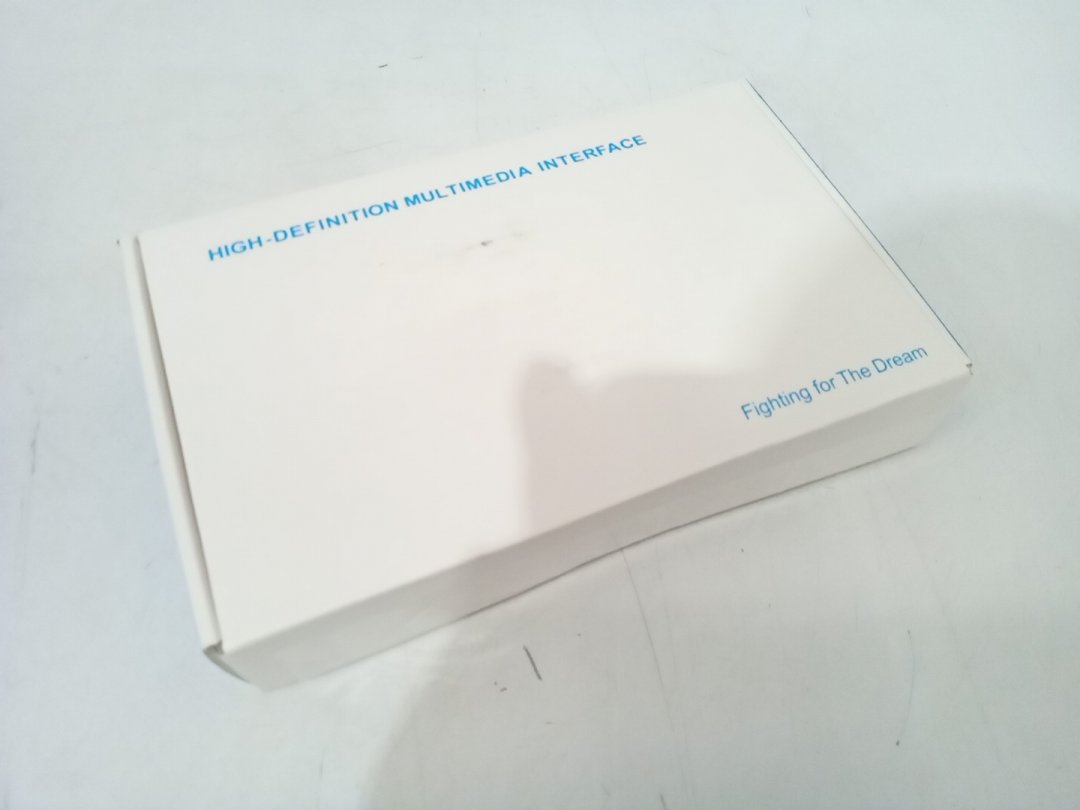 HIGH-DEFINITION MULTIMEDIA INTERFACE
Fighting for The Dream